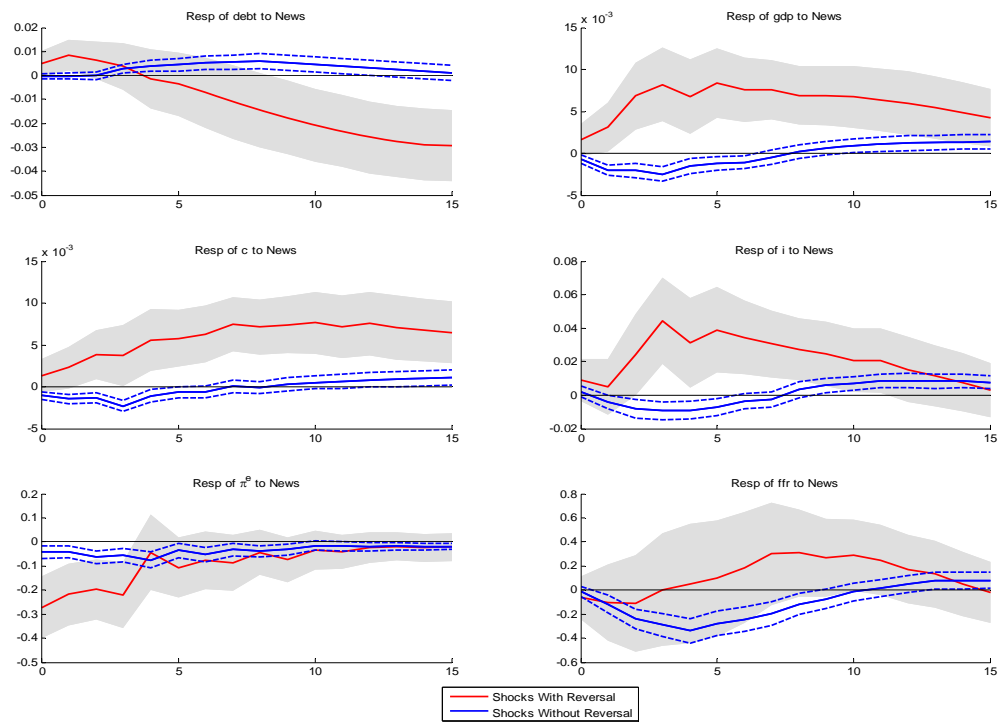 Resp of debt to News
0.02
0.01
0
-0.01
-0.02
-0.03
-0.04
-0.05
0 5 10 15
Resp of gdp to News
x 10⁻³
15
10
5
0
-5
0 5 10 15
Resp of c to News
x 10⁻³
15
10
5
0
-5
0 5 10 15
Resp of i to News
0.08
0.06
0.04
0.02
0
-0.02
0 5 10 15
Resp of πᵉ to News
0.2
0.1
0
-0.1
-0.2
-0.3
-0.4
-0.5
0 5 10 15
Resp of ffr to News
0.8
0.6
0.4
0.2
0
-0.2
-0.4
-0.6
0 5 10 15
Shocks With Reversal
Shocks Without Reversal